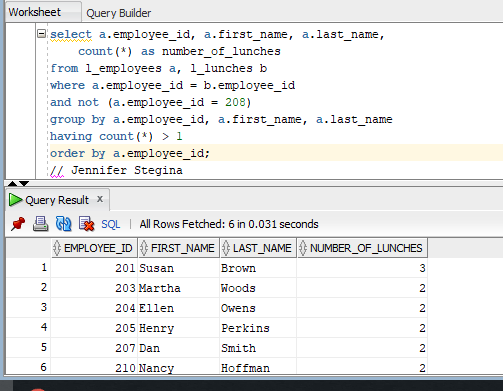 Worksheet Query Builder
select a.employee_id, a.first_name, a.last_name,
count(*) as number_of_lunches
from l_employees a, l_lunches b
where a.employee_id = b.employee_id
and not (a.employee_id = 208)
group by a.employee_id, a.first_name, a.last_name
having count(*) > 1
order by a.employee_id;
// Jennifer Stegina
Query Result x
SQL | All Rows Fetched: 6 in 0.031 seconds
EMPLOYEE_ID FIRST_NAME LAST_NAME NUMBER_OF_LUNCHES
1 201 Susan Brown 3
2 203 Martha Woods 2
3 204 Ellen Owens 2
4 205 Henry Perkins 2
5 207 Dan Smith 2
6 210 Nancy Hoffman 2